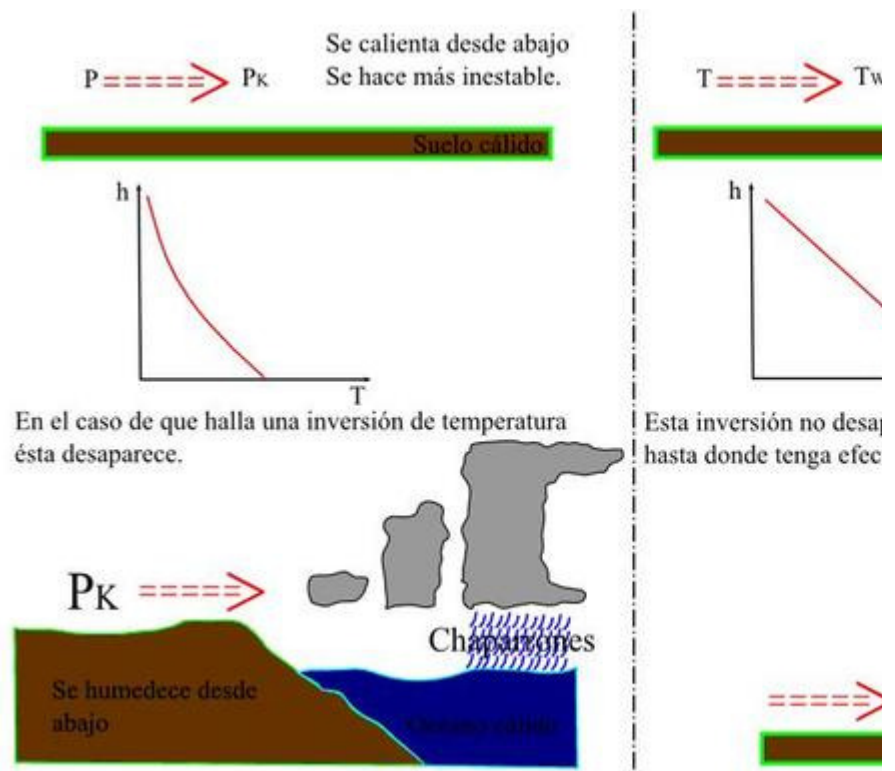 Se calienta desde abajo
Se hace más inestable.
P PK
Suelo cálido
h
T
En el caso de que halla una inversión de temperatura
ésta desaparece.
PK
Chaparrones
Se humedece desde
abajo
Océano cálido
T TW
h
Esta inversión no desap
hasta donde tenga efec